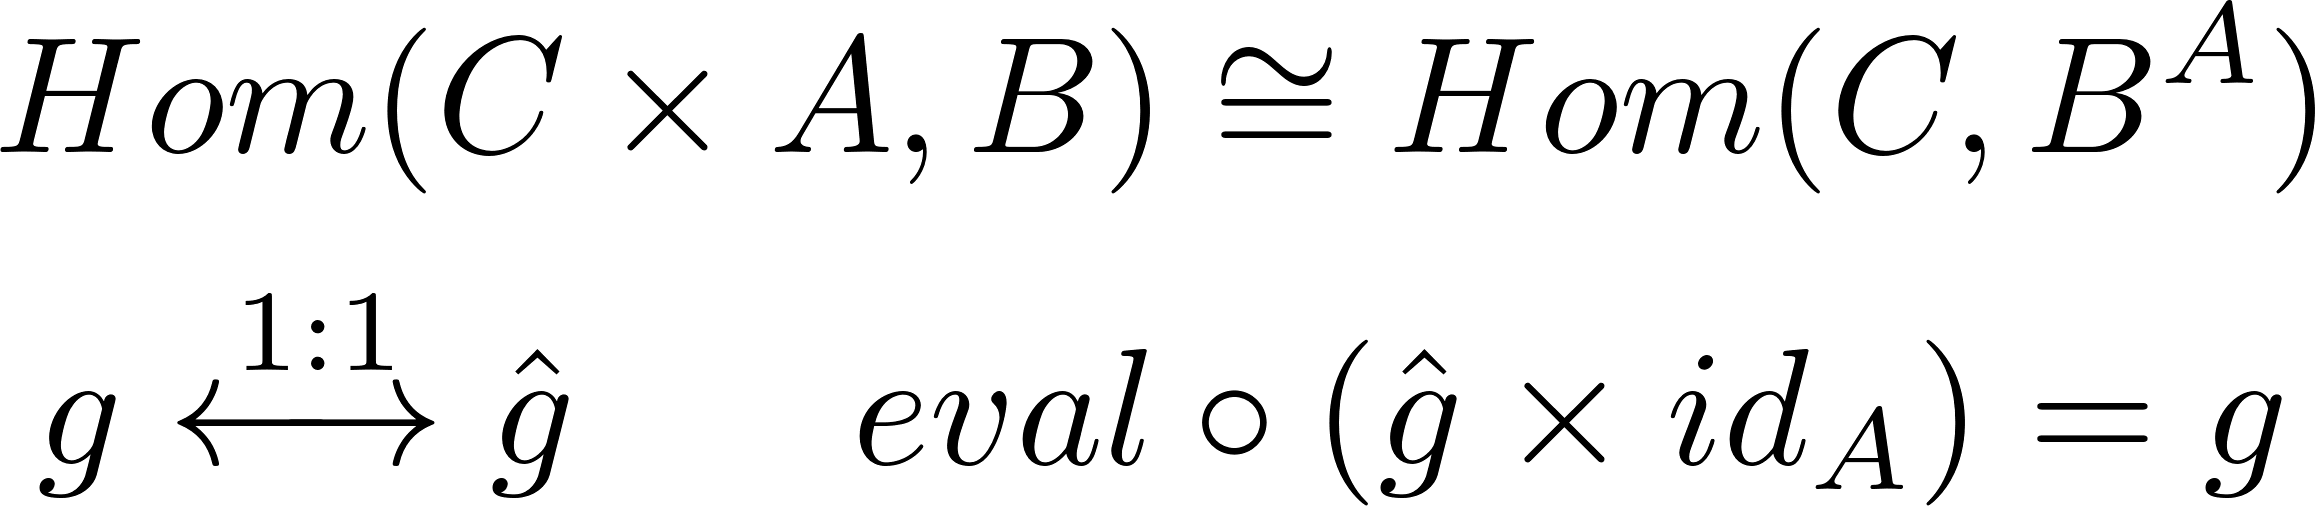 Hom(C × A, B) ≅ Hom(C, B^A)
g ⟷^{1:1} ĝ eval ∘ (ĝ × id_A) = g